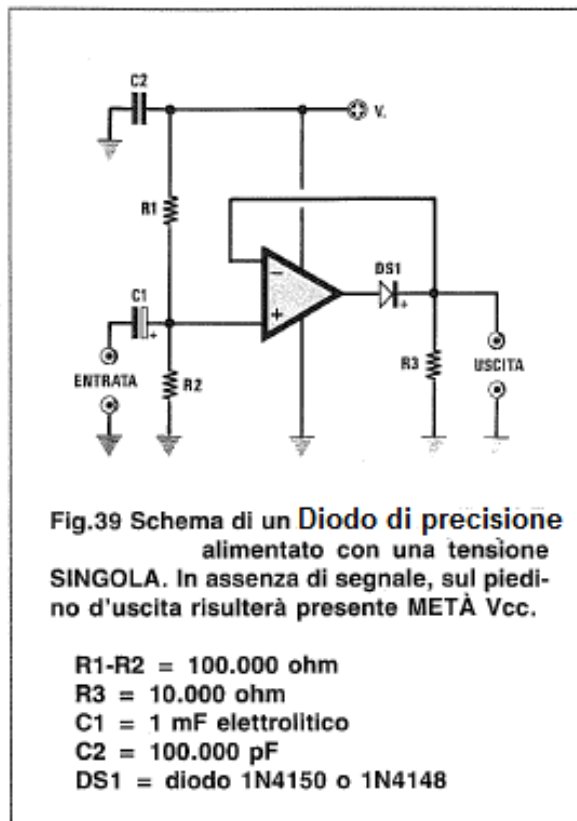 C2
V.
R1
DS1
C1
ENTRATA
R2
R3
USCITA
Fig.39 Schema di un Diodo di precisione
alimentato con una tensione
SINGOLA. In assenza di segnale, sul piedi-
no d'uscita risulterà presente METÀ Vcc.
R1-R2 = 100.000 ohm
R3 = 10.000 ohm
C1 = 1 mF elettrolitico
C2 = 100.000 pF
DS1 = diodo 1N4150 o 1N4148